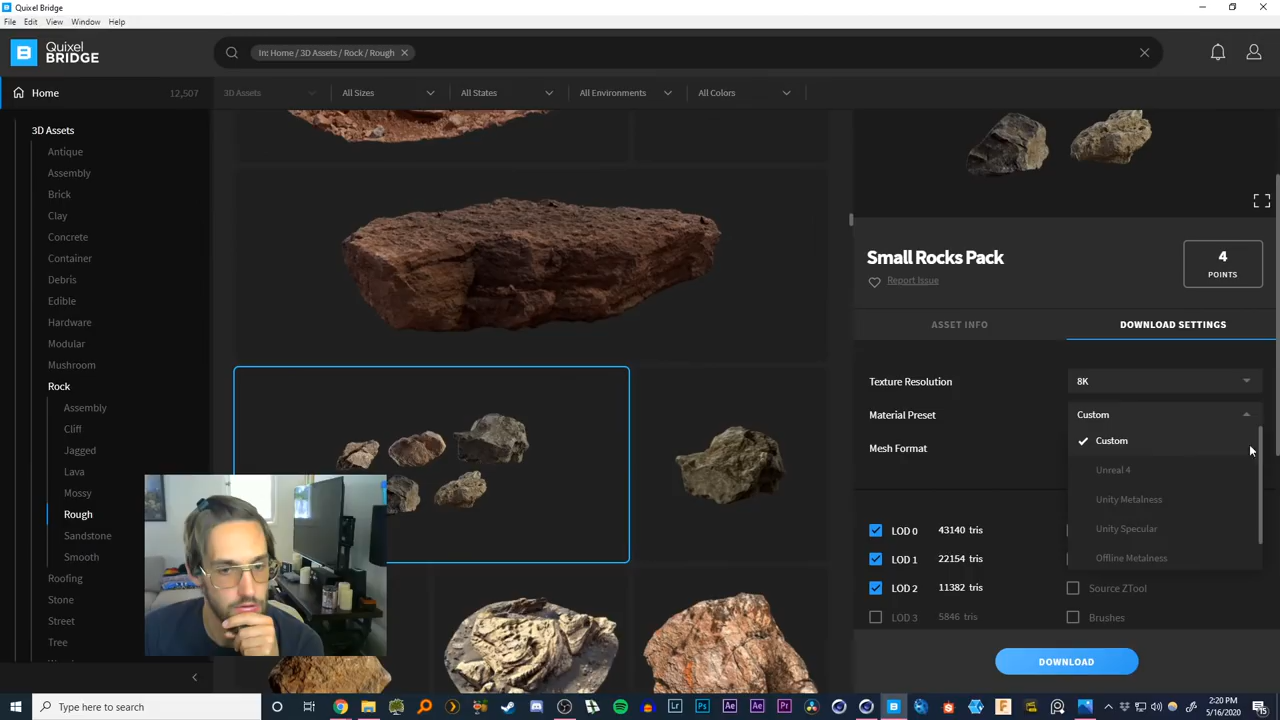 Quixel Bridge
File Edit View Window Help
Quixel
BRIDGE
In: Home / 3D Assets / Rock / Rough
Home 12,507
3D Assets All Sizes All States All Environments All Colors
3D Assets
Antique
Assembly
Brick
Clay
Concrete
Container
Debris
Edible
Hardware
Modular
Mushroom
Rock
Assembly
Cliff
Jagged
Lava
Mossy
Rough
Sandstone
Smooth
Roofing
Stone
Street
Tree
Small Rocks Pack
Report Issue
4
POINTS
ASSET INFO DOWNLOAD SETTINGS
Texture Resolution 8K
Material Preset Custom
Custom
Mesh Format
Unreal 4
Unity Metalness
Unity Specular
Offline Metalness
LOD 0 43140 tris
LOD 1 22154 tris
LOD 2 11382 tris Source ZTool
LOD 3 5846 tris Brushes
DOWNLOAD
Type here to search
Lr Ps Ae Ae Pr
2:20 PM
5/16/2020